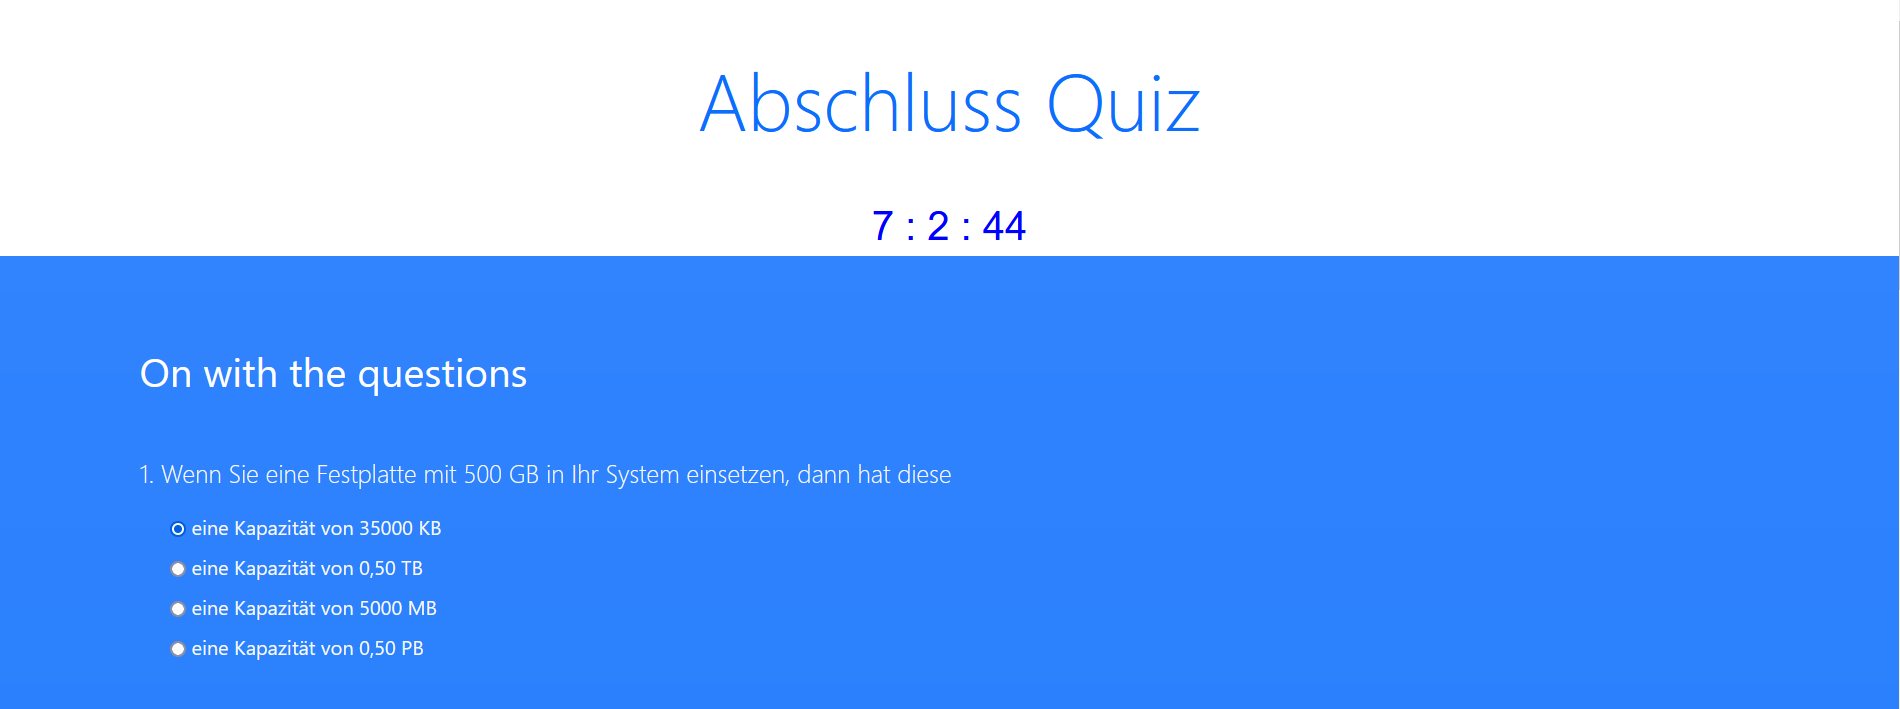 Abschluss Quiz
7 : 2 : 44
On with the questions
1. Wenn Sie eine Festplatte mit 500 GB in Ihr System einsetzen, dann hat diese
eine Kapazität von 35000 KB
eine Kapazität von 0,50 TB
eine Kapazität von 5000 MB
eine Kapazität von 0,50 PB